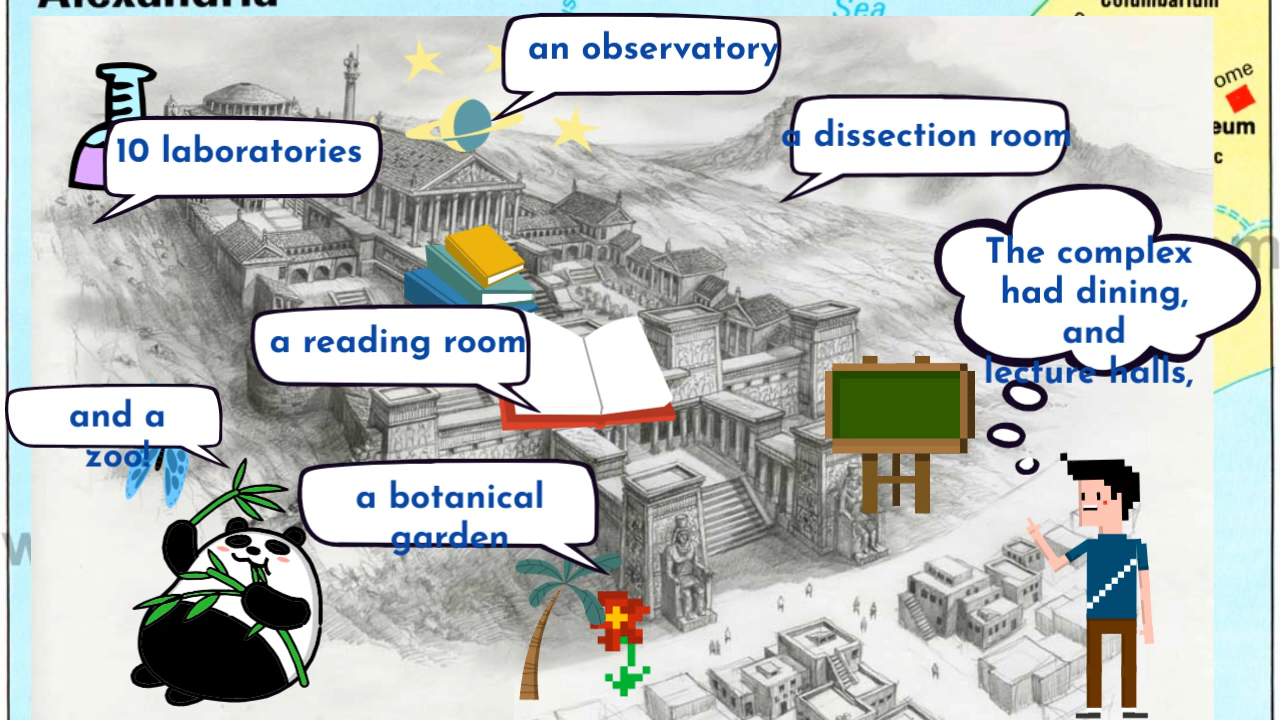 Alexandria
Sea
Columbarium
an observatory
ome
eum
c
a dissection room
10 laboratories
The complex
had dining,
and
lecture halls,
a reading room
and a
zoo!
a botanical
garden